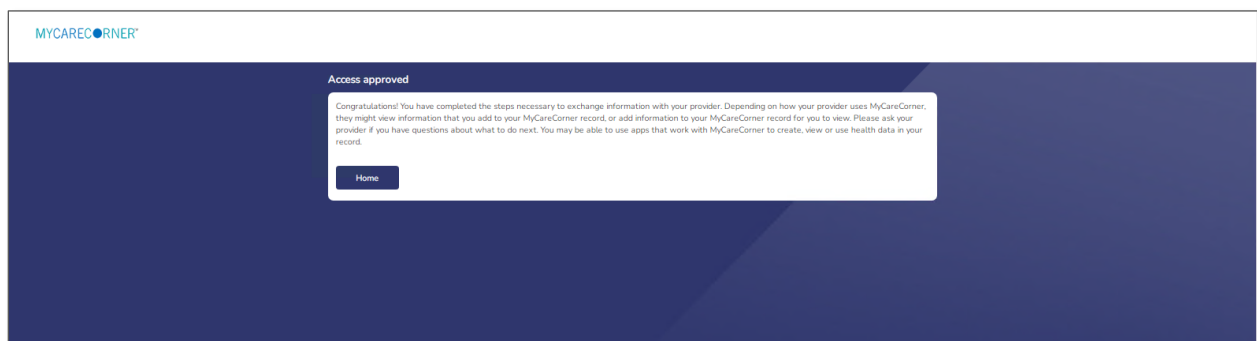 MYCARECORNER™
Access approved
Congratulations! You have completed the steps necessary to exchange information with your provider. Depending on how your provider uses MyCareCorner,
they might view information that you add to your MyCareCorner record, or add information to your MyCareCorner record for you to view. Please ask your
provider if you have questions about what to do next. You may be able to use apps that work with MyCareCorner to create, view or use health data in your
record.
Home